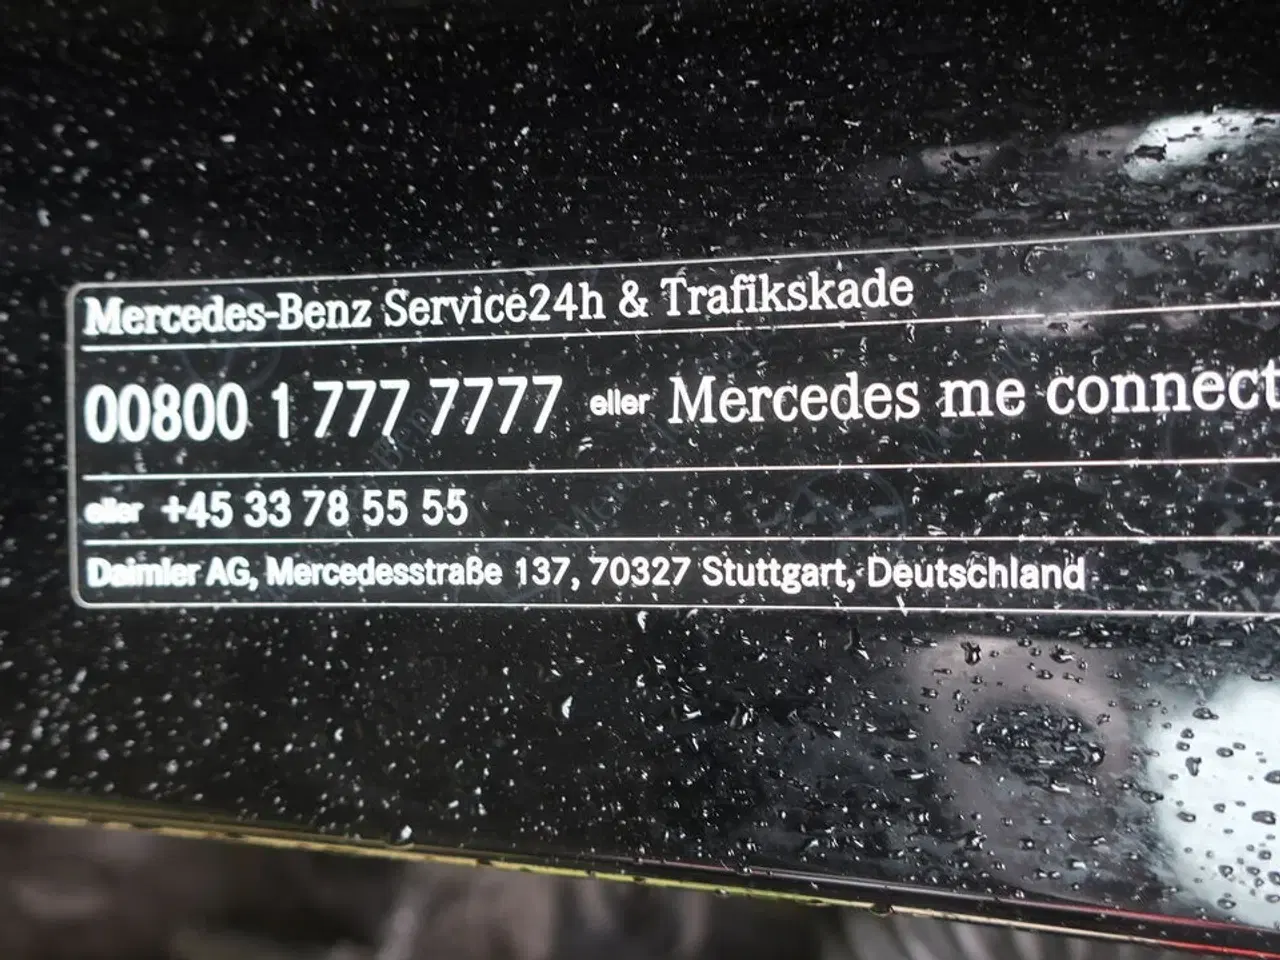 Mercedes-Benz Service24h & Trafikskade
00800 1 777 7777 eller Mercedes me connect
eller +45 33 78 55 55
Daimler AG, Mercedesstraße 137, 70327 Stuttgart, Deutschland